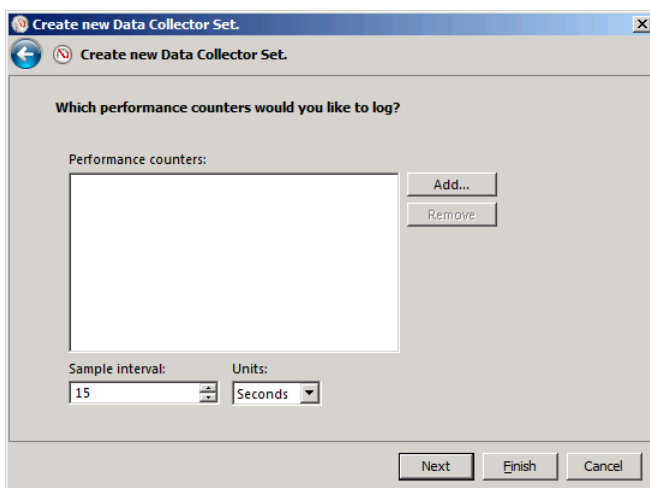 Create new Data Collector Set.
Create new Data Collector Set.
Which performance counters would you like to log?
Performance counters:
Add...
Remove
Sample interval:
Units:
15
Seconds
Next
Finish
Cancel